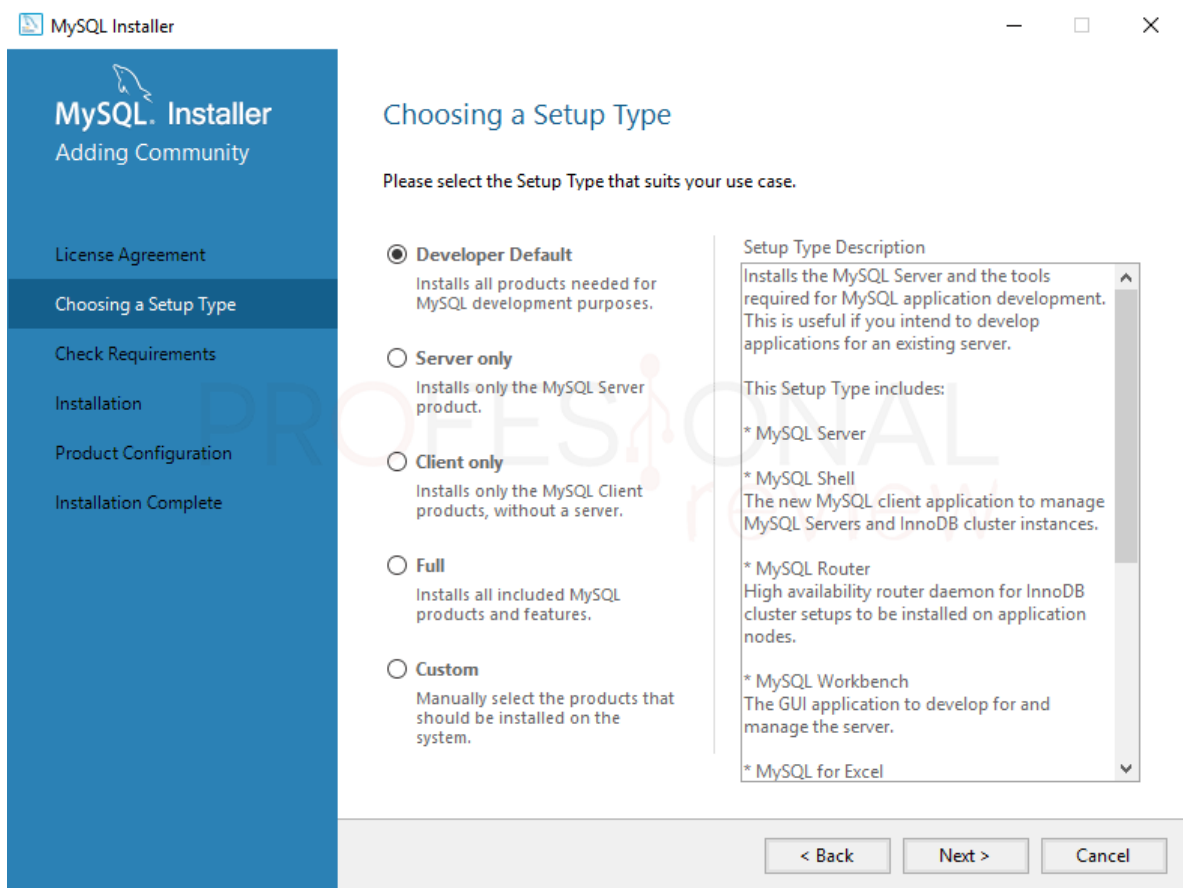 MySQL Installer
MySQL. Installer
Adding Community
License Agreement
Choosing a Setup Type
Check Requirements
Installation
Product Configuration
Installation Complete
Choosing a Setup Type
Please select the Setup Type that suits your use case.
Developer Default
Installs all products needed for
MySQL development purposes.
Server only
Installs only the MySQL Server
product.
Client only
Installs only the MySQL Client
products, without a server.
Full
Installs all included MySQL
products and features.
Custom
Manually select the products that
should be installed on the
system.
Setup Type Description
Installs the MySQL Server and the tools
required for MySQL application development.
This is useful if you intend to develop
applications for an existing server.
This Setup Type includes:
* MySQL Server
* MySQL Shell
The new MySQL client application to manage
MySQL Servers and InnoDB cluster instances.
* MySQL Router
High availability router daemon for InnoDB
cluster setups to be installed on application
nodes.
* MySQL Workbench
The GUI application to develop for and
manage the server.
* MySQL for Excel
PROFESIONAL
review
< Back
Next >
Cancel